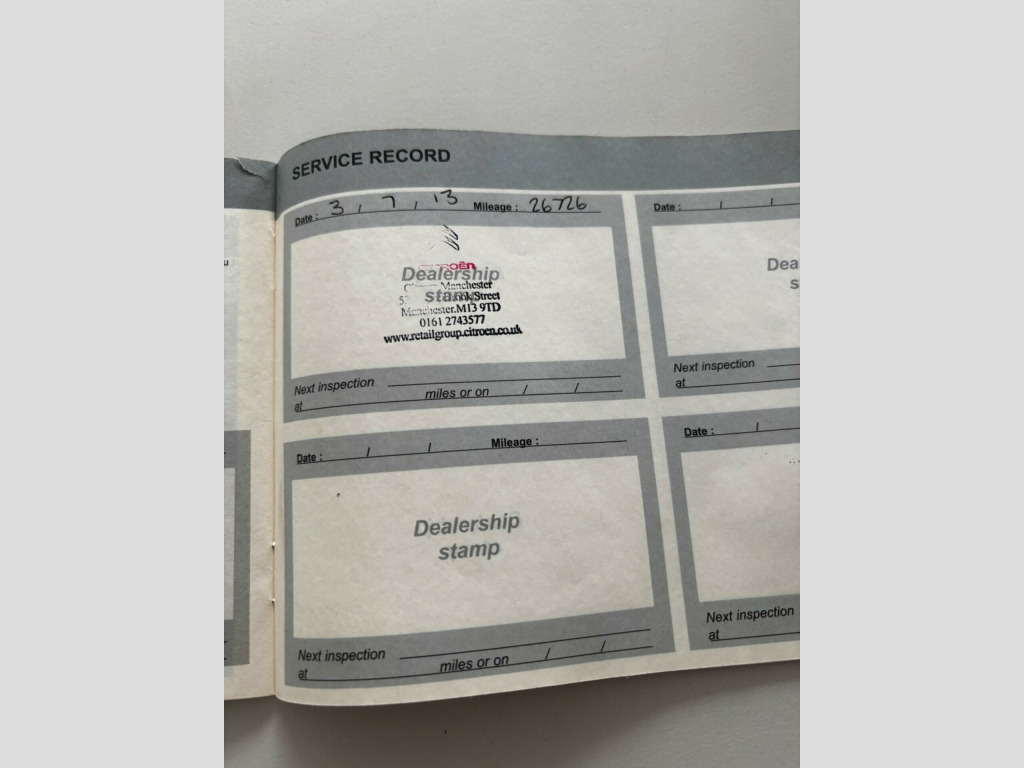 SERVICE RECORD
Date : 3 / 7 / 13 Mileage : 26726
Dealership
stamp
Manchester
Street
Manchester.M13 9TD
0161 2743577
www.retailgroup.citroen.co.uk
Next inspection
at miles or on / /
Date : / /
Dea
s
Next inspection
at
Date : / / Mileage :
Dealership
stamp
Next inspection
at miles or on / /
Date : /
Next inspection
at
u